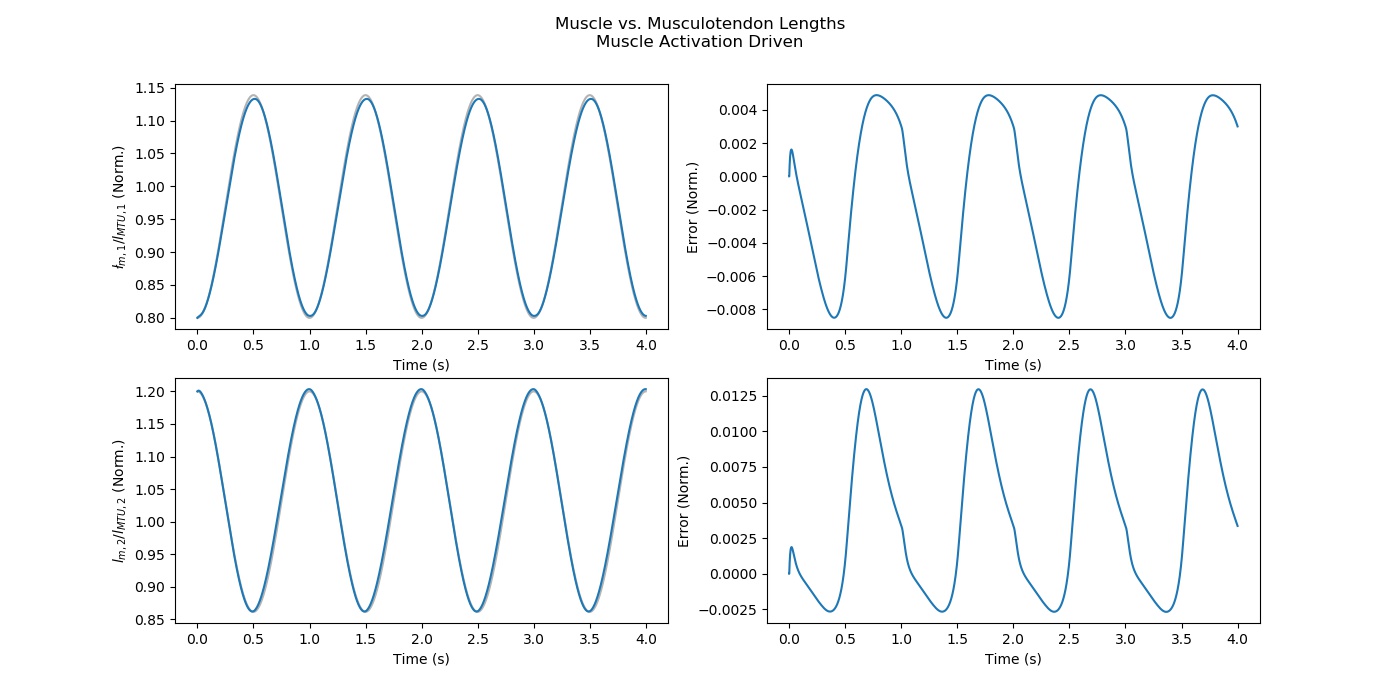 Muscle vs. Musculotendon Lengths
Muscle Activation Driven
l_{m,1}/l_{MTU,1} (Norm.)
1.15
1.10
1.05
1.00
0.95
0.90
0.85
0.80
0.0 0.5 1.0 1.5 2.0 2.5 3.0 3.5 4.0
Time (s)
Error (Norm.)
0.004
0.002
0.000
−0.002
−0.004
−0.006
−0.008
0.0 0.5 1.0 1.5 2.0 2.5 3.0 3.5 4.0
Time (s)
l_{m,2}/l_{MTU,2} (Norm.)
1.20
1.15
1.10
1.05
1.00
0.95
0.90
0.85
0.0 0.5 1.0 1.5 2.0 2.5 3.0 3.5 4.0
Time (s)
Error (Norm.)
0.0125
0.0100
0.0075
0.0050
0.0025
0.0000
−0.0025
0.0 0.5 1.0 1.5 2.0 2.5 3.0 3.5 4.0
Time (s)